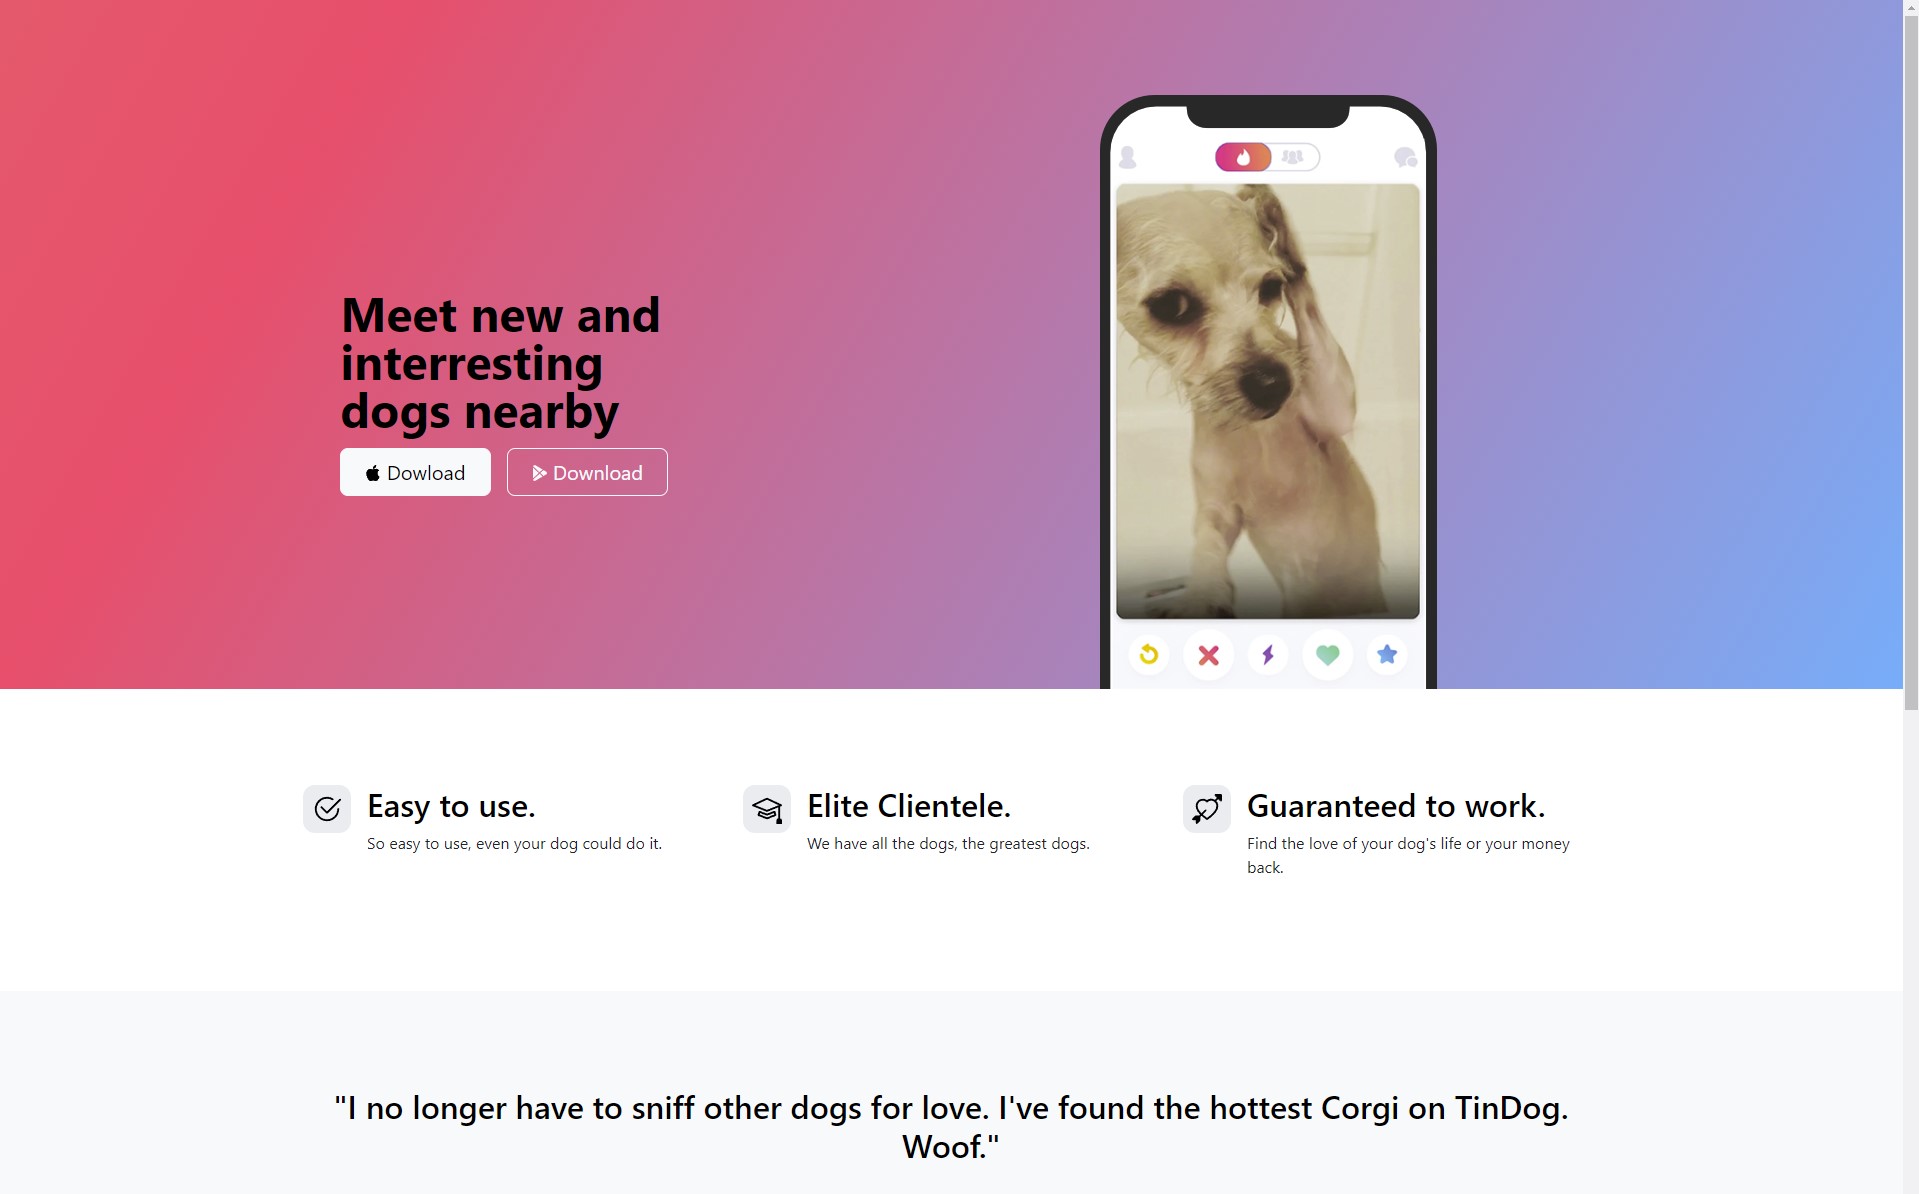 Meet new and
interresting
dogs nearby
Dowload
Download
Easy to use.
So easy to use, even your dog could do it.
Elite Clientele.
We have all the dogs, the greatest dogs.
Guaranteed to work.
Find the love of your dog's life or your money
back.
"I no longer have to sniff other dogs for love. I've found the hottest Corgi on TinDog.
Woof."